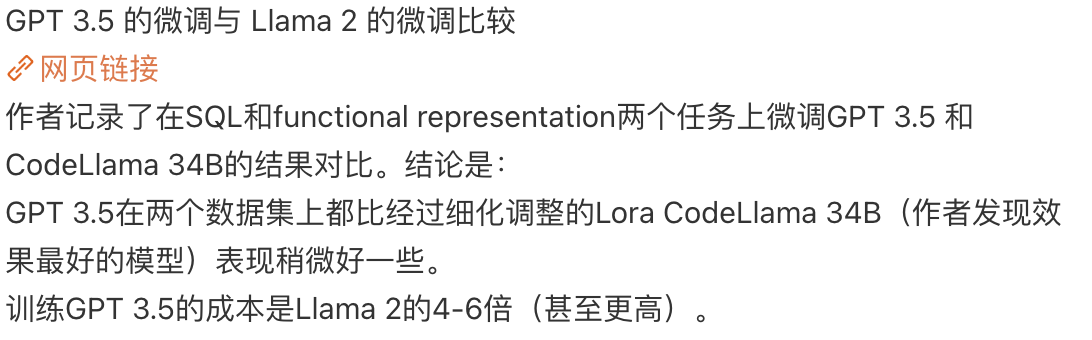 GPT 3.5 的微调与 Llama 2 的微调比较
网页链接
作者记录了在SQL和functional representation两个任务上微调GPT 3.5 和
CodeLlama 34B的结果对比。结论是：
GPT 3.5在两个数据集上都比经过细化调整的Lora CodeLlama 34B（作者发现效
果最好的模型）表现稍微好一些。
训练GPT 3.5的成本是Llama 2的4-6倍（甚至更高）。